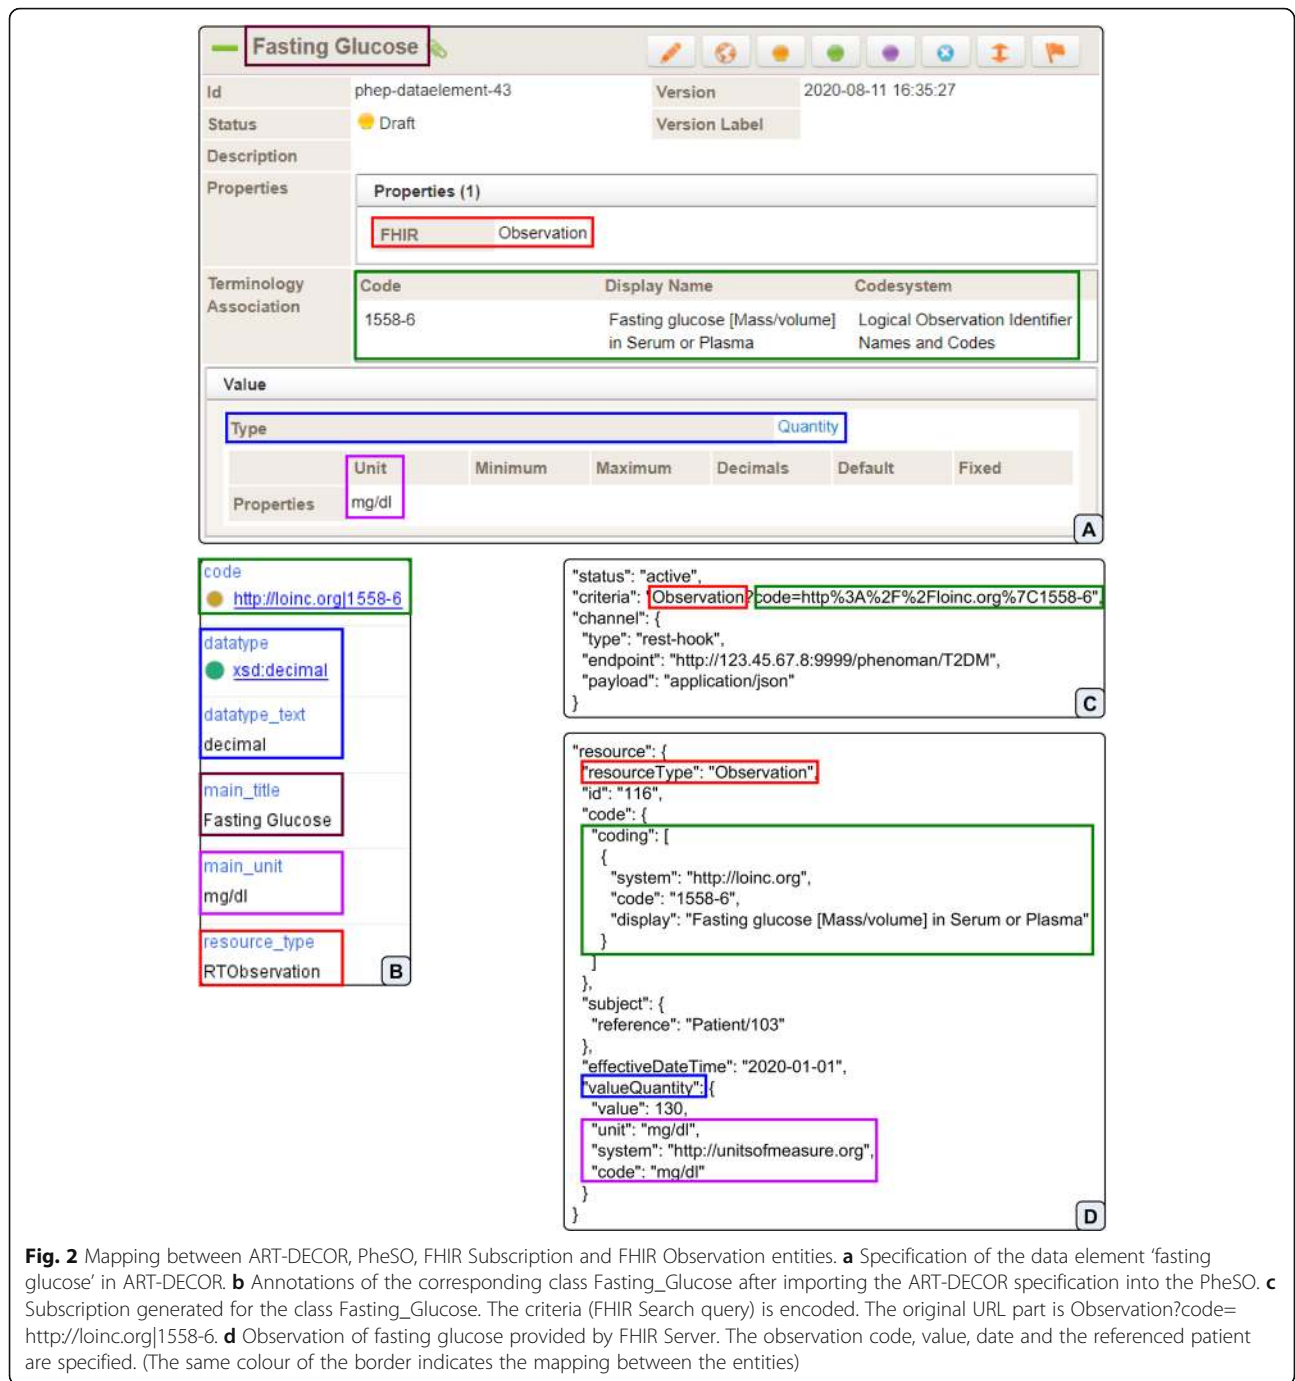 Fasting Glucose
Id phep-dataelement-43 Version 2020-08-11 16:35:27
Status Draft Version Label
Description
Properties Properties (1)
FHIR Observation
Terminology Association Code Display Name Codesystem
1558-6 Fasting glucose [Mass/volume] Logical Observation Identifier
in Serum or Plasma Names and Codes
Value
Type Quantity
Unit Minimum Maximum Decimals Default Fixed
Properties mg/dl
A
code
http://loinc.org|1558-6
datatype
xsd:decimal
datatype_text
decimal
main_title
Fasting Glucose
main_unit
mg/dl
resource_type
RTObservation
B
"status": "active",
"criteria": "Observation?code=http%3A%2F%2Floinc.org%7C1558-6",
"channel": {
"type": "rest-hook",
"endpoint": "http://123.45.67.8:9999/phenoman/T2DM",
"payload": "application/json"
}
C
"resource": {
"resourceType": "Observation",
"id": "116",
"code": {
"coding": [
{
"system": "http://loinc.org",
"code": "1558-6",
"display": "Fasting glucose [Mass/volume] in Serum or Plasma"
}
]
},
"subject": {
"reference": "Patient/103"
},
"effectiveDateTime": "2020-01-01",
"valueQuantity": {
"value": 130,
"unit": "mg/dl",
"system": "http://unitsofmeasure.org",
"code": "mg/dl"
}
}
D
Fig. 2 Mapping between ART-DECOR, PheSO, FHIR Subscription and FHIR Observation entities. a Specification of the data element 'fasting
glucose' in ART-DECOR. b Annotations of the corresponding class Fasting_Glucose after importing the ART-DECOR specification into the PheSO. c
Subscription generated for the class Fasting_Glucose. The criteria (FHIR Search query) is encoded. The original URL part is Observation?code=
http://loinc.org|1558-6. d Observation of fasting glucose provided by FHIR Server. The observation code, value, date and the referenced patient
are specified. (The same colour of the border indicates the mapping between the entities)